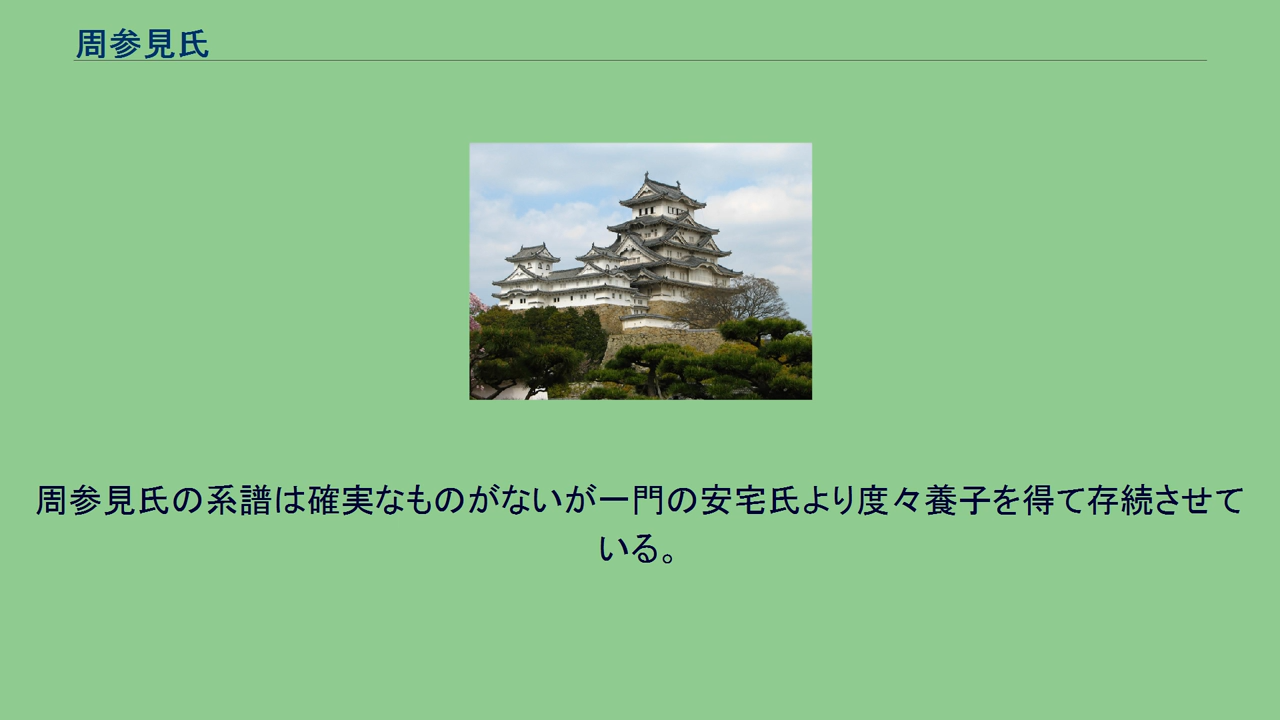 周参見氏
周参見氏の系譜は確実なものがないが一門の安宅氏より度々養子を得て存続させて
いる。